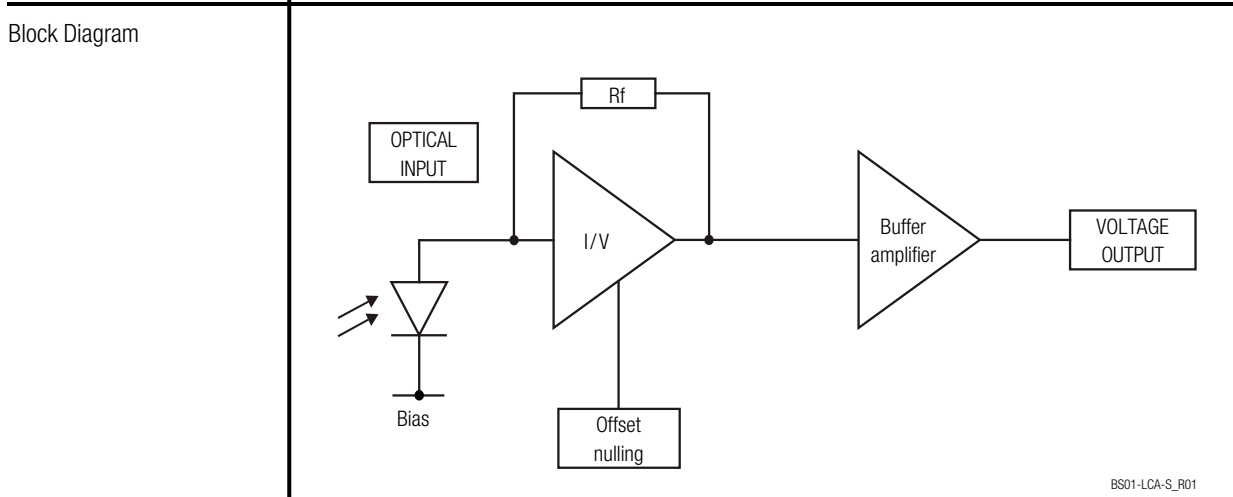 Block Diagram
Rf
OPTICAL
INPUT
I/V
Buffer
amplifier
VOLTAGE
OUTPUT
Bias
Offset
nulling
BS01-LCA-S_R01